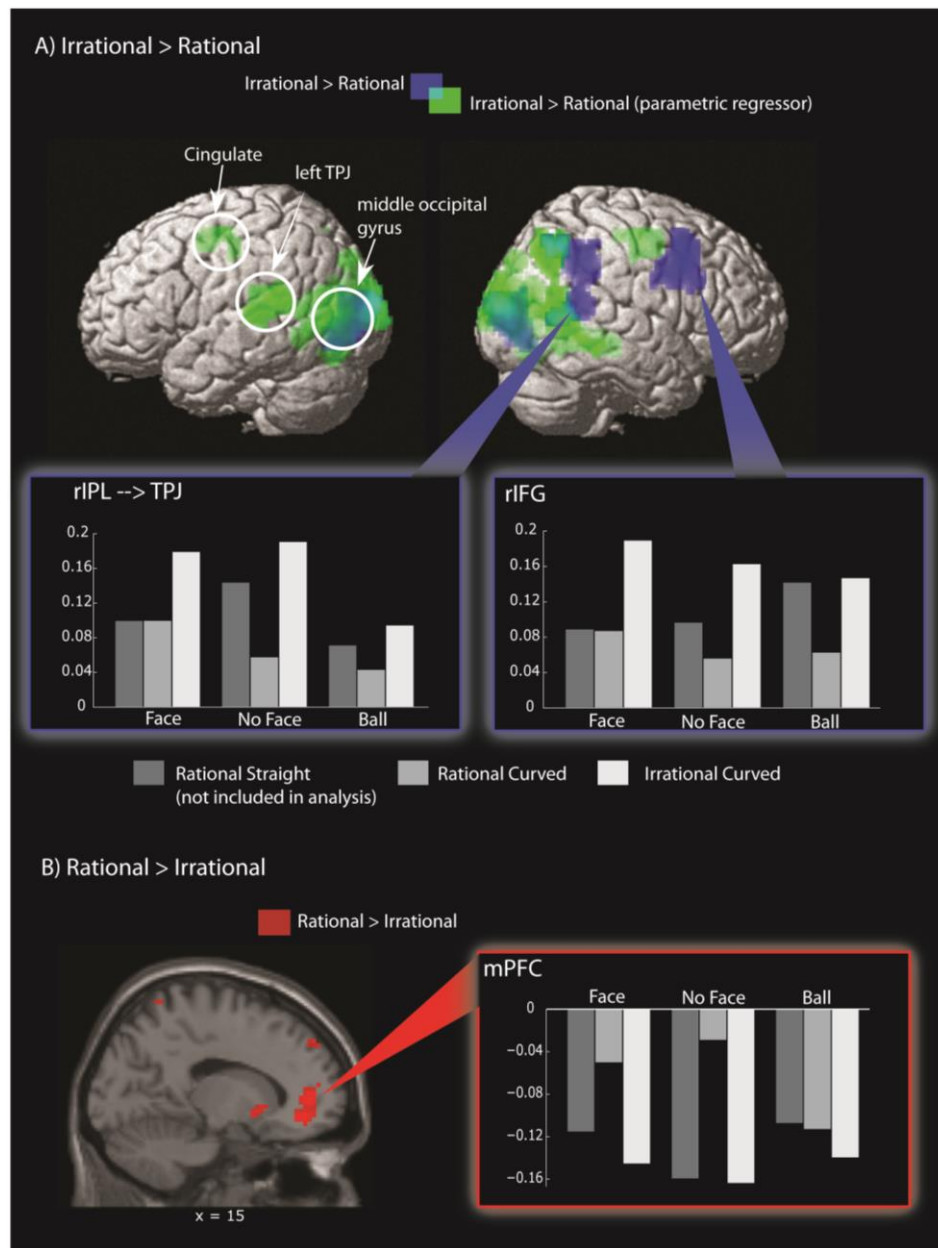 A) Irrational > Rational
Irrational > Rational
Irrational > Rational (parametric regressor)
Cingulate
left TPJ
middle occipital
gyrus
rIPL --> TPJ
0.2
0.16
0.12
0.08
0.04
0
Face
No Face
Ball
rIFG
0.2
0.16
0.12
0.08
0.04
0
Face
No Face
Ball
Rational Straight
(not included in analysis)
Rational Curved
Irrational Curved
B) Rational > Irrational
Rational > Irrational
x = 15
mPFC
Face
No Face
Ball
0
−0.04
−0.08
−0.12
−0.16